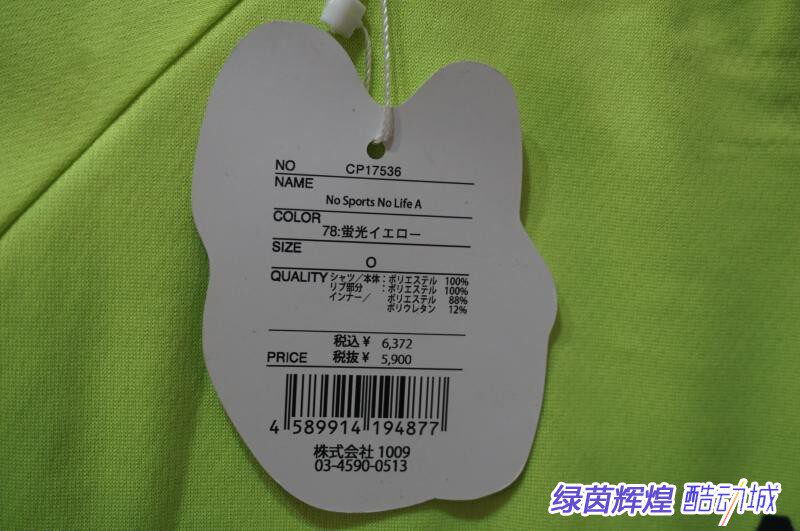 NO CP17536
NAME
No Sports No Life A
COLOR
78:蛍光イエロー
SIZE
O
QUALITY シャツ/本体:ポリエステル 100%
リブ部分 :ポリエステル 100%
インナー/ ポリエステル 88%
ポリウレタン 12%
税込¥ 6,372
PRICE 税抜¥ 5,900
4 589914 194877
株式会社 1009
03-4590-0513
绿茵辉煌 酷动城